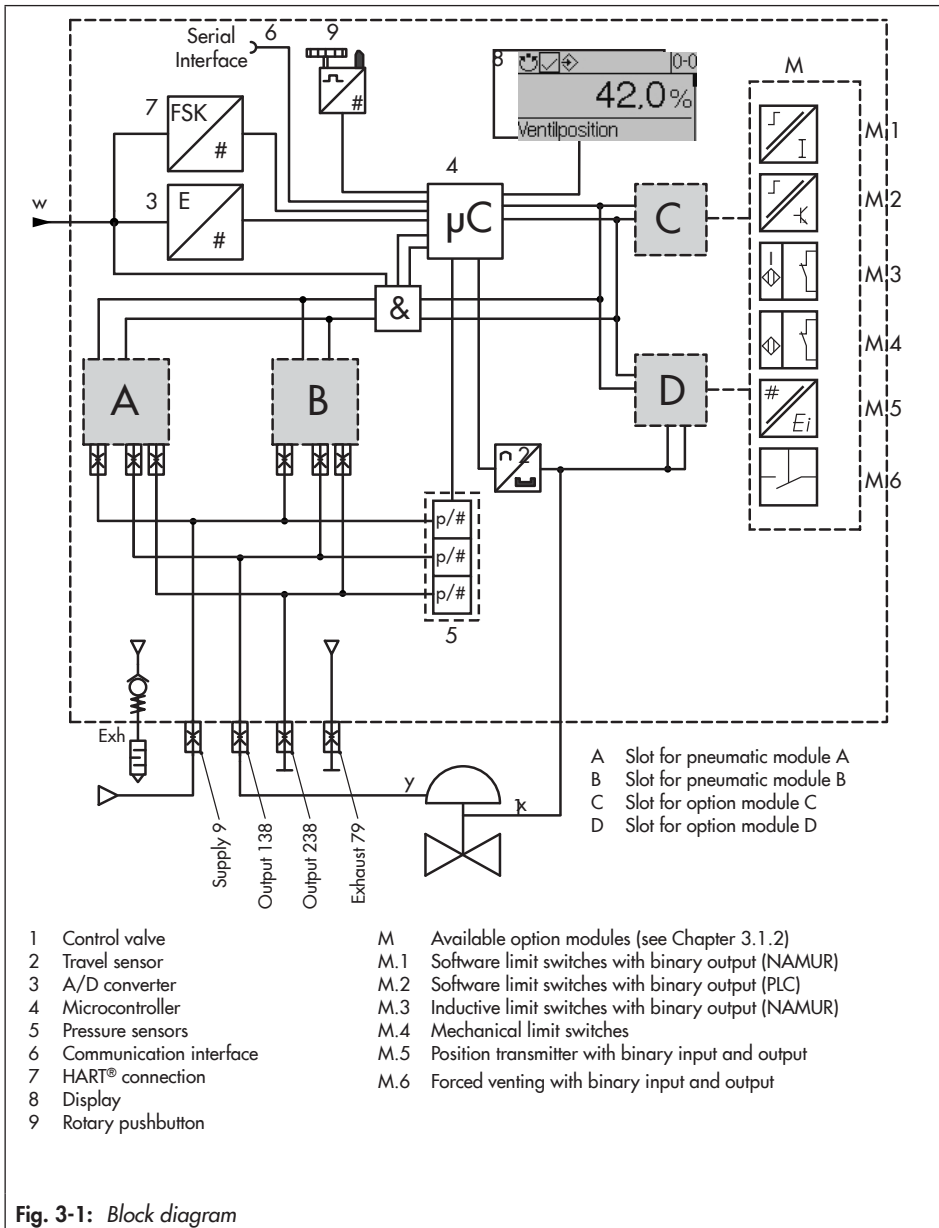 Serial
Interface
6
9
#
8
|0-0
42,0%
Ventilposition
M
7
FSK
#
M.1
I
4
w
3
E
#
µC
C
M.2
M.3
&
M.4
A
B
D
#
Ei
M.5
2
M.6
p/#
p/#
p/#
5
Exh
Supply 9
Output 138
Output 238
Exhaust 79
y
1
x
A Slot for pneumatic module A
B Slot for pneumatic module B
C Slot for option module C
D Slot for option module D
1 Control valve
2 Travel sensor
3 A/D converter
4 Microcontroller
5 Pressure sensors
6 Communication interface
7 HART® connection
8 Display
9 Rotary pushbutton
M Available option modules (see Chapter 3.1.2)
M.1 Software limit switches with binary output (NAMUR)
M.2 Software limit switches with binary output (PLC)
M.3 Inductive limit switches with binary output (NAMUR)
M.4 Mechanical limit switches
M.5 Position transmitter with binary input and output
M.6 Forced venting with binary input and output
Fig. 3-1: Block diagram